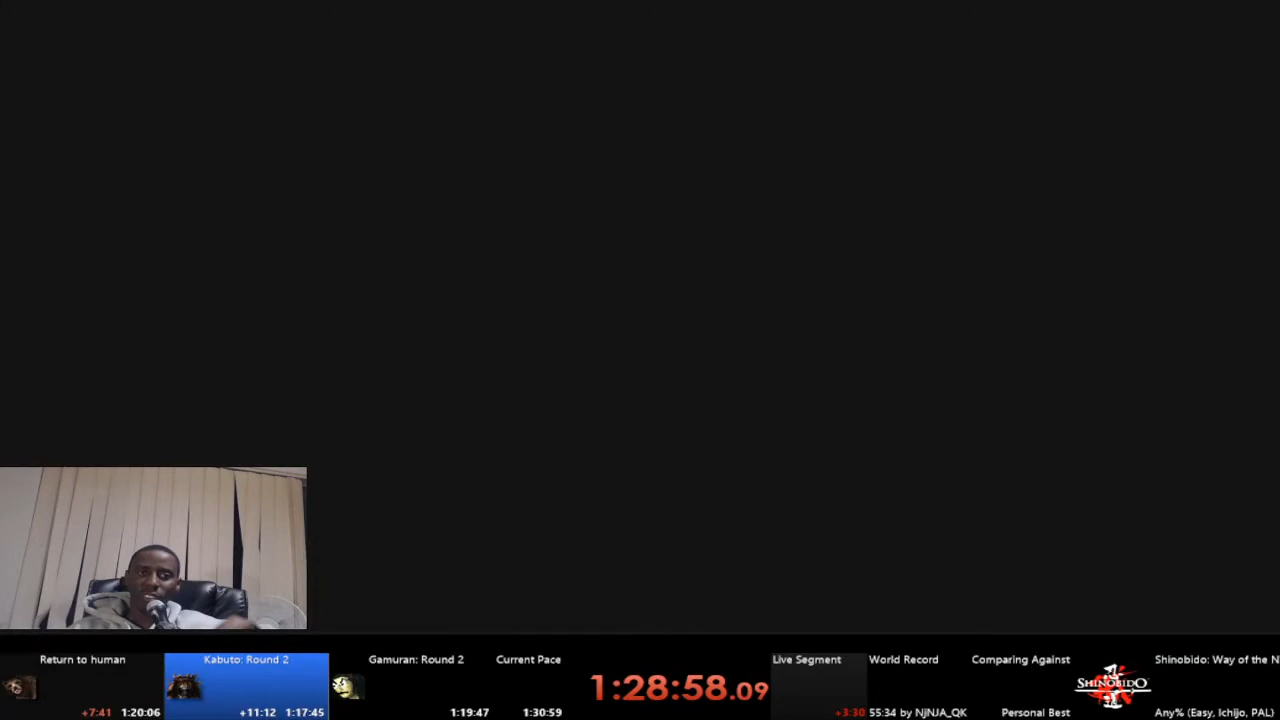 Return to human
+7:41 1:20:06
Kabuto: Round 2
+11:12 1:17:45
Gamuran: Round 2
1:19:47
Current Pace
1:30:59
1:28:58.09
Live Segment
+3:30
World Record
55:34 by NjNJA_QK
Comparing Against
Personal Best
SHINOBIDO
Shinobido: Way of the N
Any% (Easy, Ichijo, PAL)